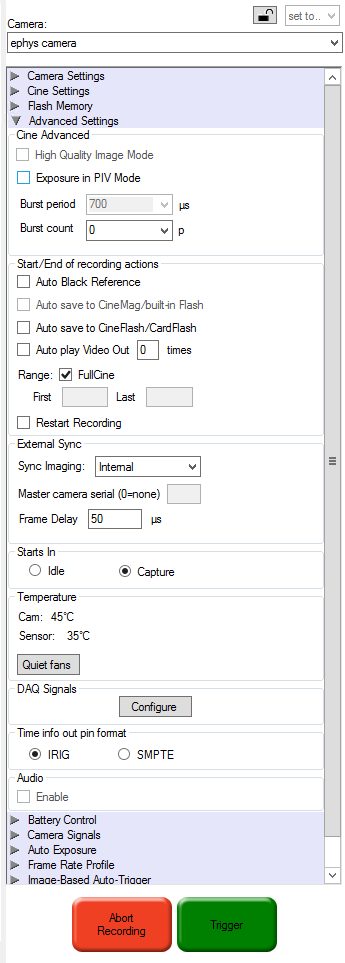 set to..
Camera:
ephys camera
Camera Settings
Cine Settings
Flash Memory
Advanced Settings
Cine Advanced
High Quality Image Mode
Exposure in PIV Mode
Burst period 700 µs
Burst count 0 p
Start/End of recording actions
Auto Black Reference
Auto save to CineMag/built-in Flash
Auto save to CineFlash/CardFlash
Auto play Video Out 0 times
Range: FullCine
First Last
Restart Recording
External Sync
Sync Imaging: Internal
Master camera serial (0=none)
Frame Delay 50 µs
Starts In
Idle Capture
Temperature
Cam: 45°C
Sensor: 35°C
Quiet fans
DAQ Signals
Configure
Time info out pin format
IRIG SMPTE
Audio
Enable
Battery Control
Camera Signals
Auto Exposure
Frame Rate Profile
Image-Based Auto-Trigger
Abort
Recording
Trigger